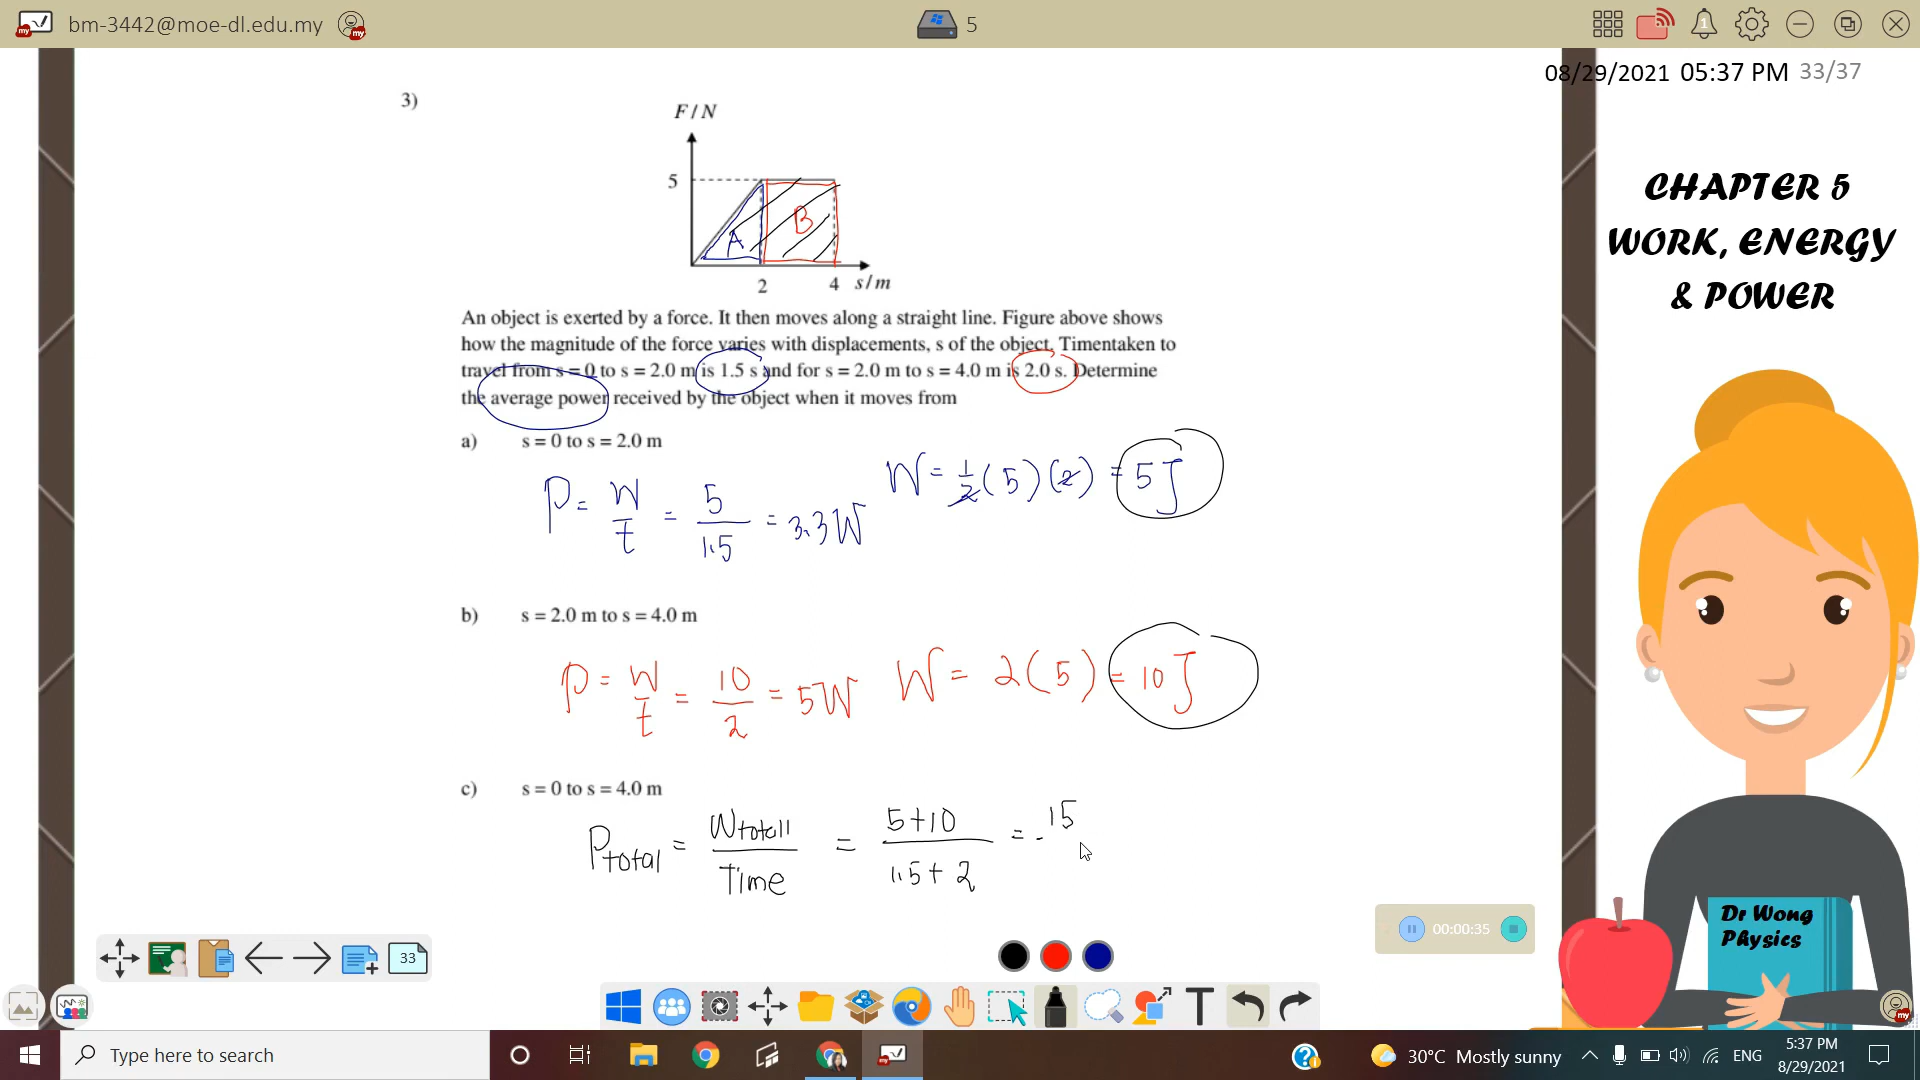 bm-3442@moe-dl.edu.my
5
1
08/29/2021 05:37 PM 33/37
3)
F / N
5
A
B
2
4
s / m
An object is exerted by a force. It then moves along a straight line. Figure above shows
how the magnitude of the force varies with displacements, s of the object. Timentaken to
travel from s = 0 to s = 2.0 m is 1.5 s and for s = 2.0 m to s = 4.0 m is 2.0 s. Determine
the average power received by the object when it moves from
a) s = 0 to s = 2.0 m
P = W/t = 5/1.5 = 3.3W W = 1/2 (5)(2) = 5J
b) s = 2.0 m to s = 4.0 m
P = W/t = 10/2 = 5W W = 2(5) = 10J
c) s = 0 to s = 4.0 m
Ptotal = Wtotal/Time = 5+10/1.5+2 = 15
CHAPTER 5
WORK, ENERGY
& POWER
Dr Wong
Physics
00:00:35
33
T
Type here to search
30°C Mostly sunny
ENG
5:37 PM
8/29/2021